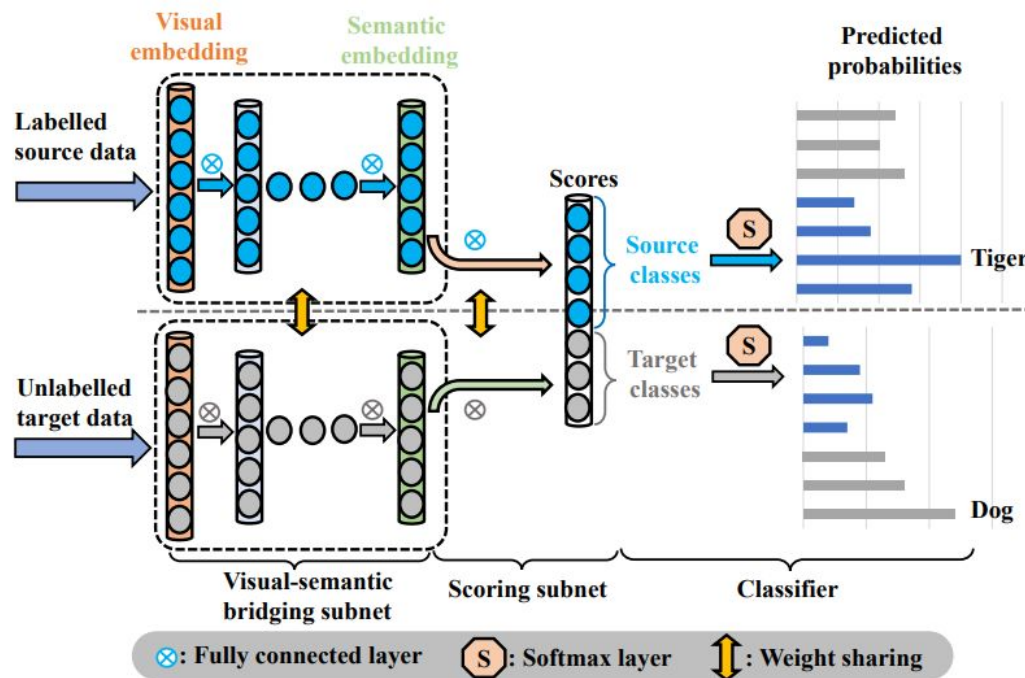 Visual
embedding
Semantic
embedding
Predicted
probabilities
Labelled
source data
Scores
Source
classes
S
Tiger
Unlabelled
target data
Target
classes
S
Dog
Visual-semantic
bridging subnet
Scoring subnet
Classifier
: Fully connected layer
S : Softmax layer
: Weight sharing